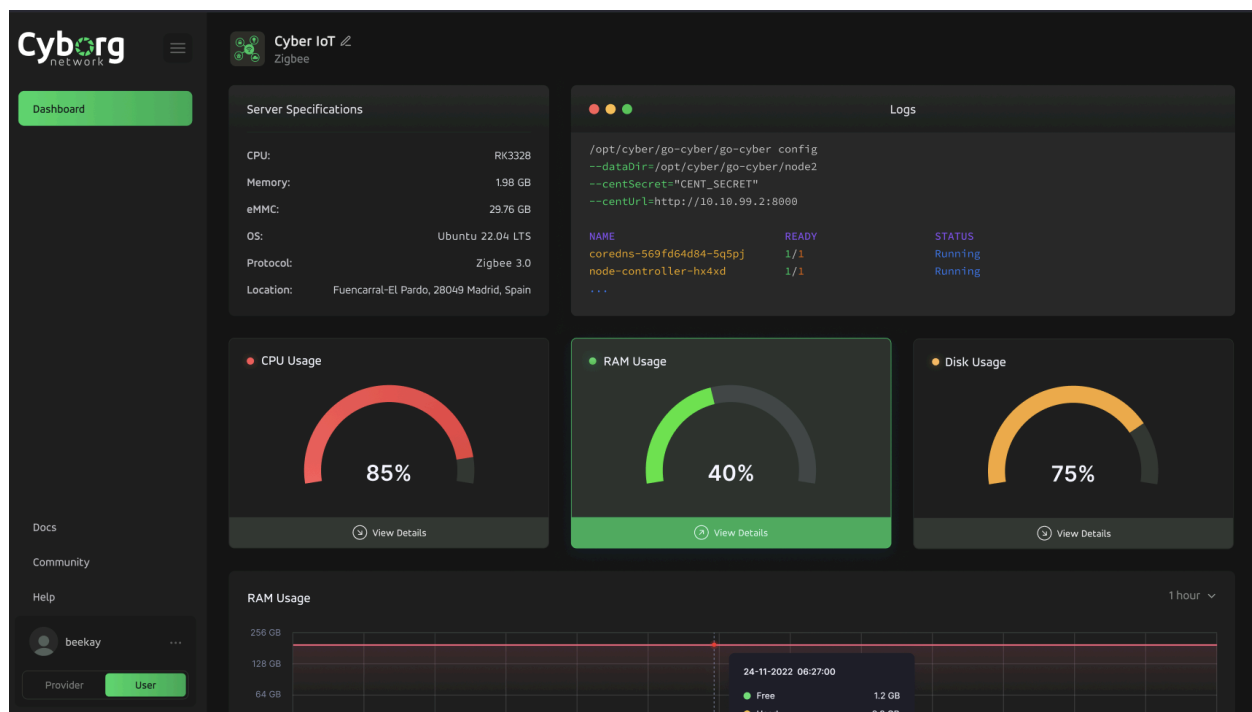 Cyborg
network
Dashboard
Docs
Community
Help
beekay
...
Provider
User
Cyber IoT
Zigbee
Server Specifications
CPU: RK3328
Memory: 1.98 GB
eMMC: 29.76 GB
OS: Ubuntu 22.04 LTS
Protocol: Zigbee 3.0
Location: Fuencarral-El Pardo, 28049 Madrid, Spain
Logs
/opt/cyber/go-cyber/go-cyber config
--dataDir=/opt/cyber/go-cyber/node2
--centSecret="CENT_SECRET"
--centUrl=http://10.10.99.2:8000
NAME READY STATUS
coredns-569fd64d84-5q5pj 1/1 Running
node-controller-hx4xd 1/1 Running
...
CPU Usage
85%
View Details
RAM Usage
40%
View Details
Disk Usage
75%
View Details
RAM Usage
1 hour
256 GB
128 GB
64 GB
24-11-2022 06:27:00
Free 1.2 GB